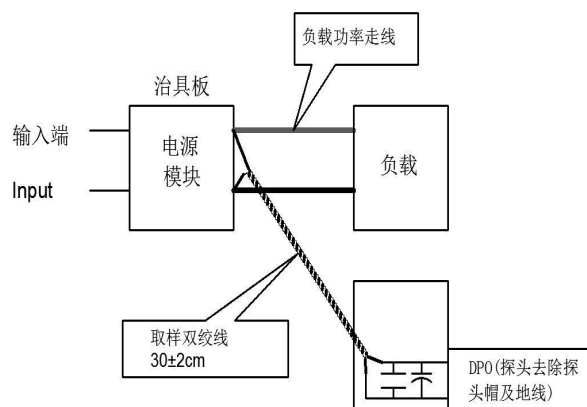 负载功率走线
治具板
输入端
电源
模块
负载
Input
取样双绞线
30±2cm
DPO(探头去除探
头帽及地线)